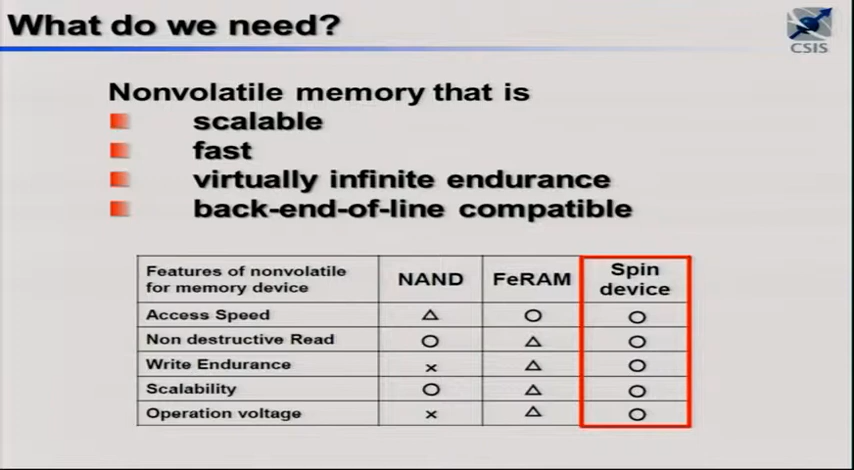 What do we need?
CSIS
Nonvolatile memory that is
scalable
fast
virtually infinite endurance
back-end-of-line compatible
Features of nonvolatile for memory device NAND FeRAM Spin device
Access Speed △ ○ ○
Non destructive Read ○ △ ○
Write Endurance × △ ○
Scalability ○ △ ○
Operation voltage × △ ○